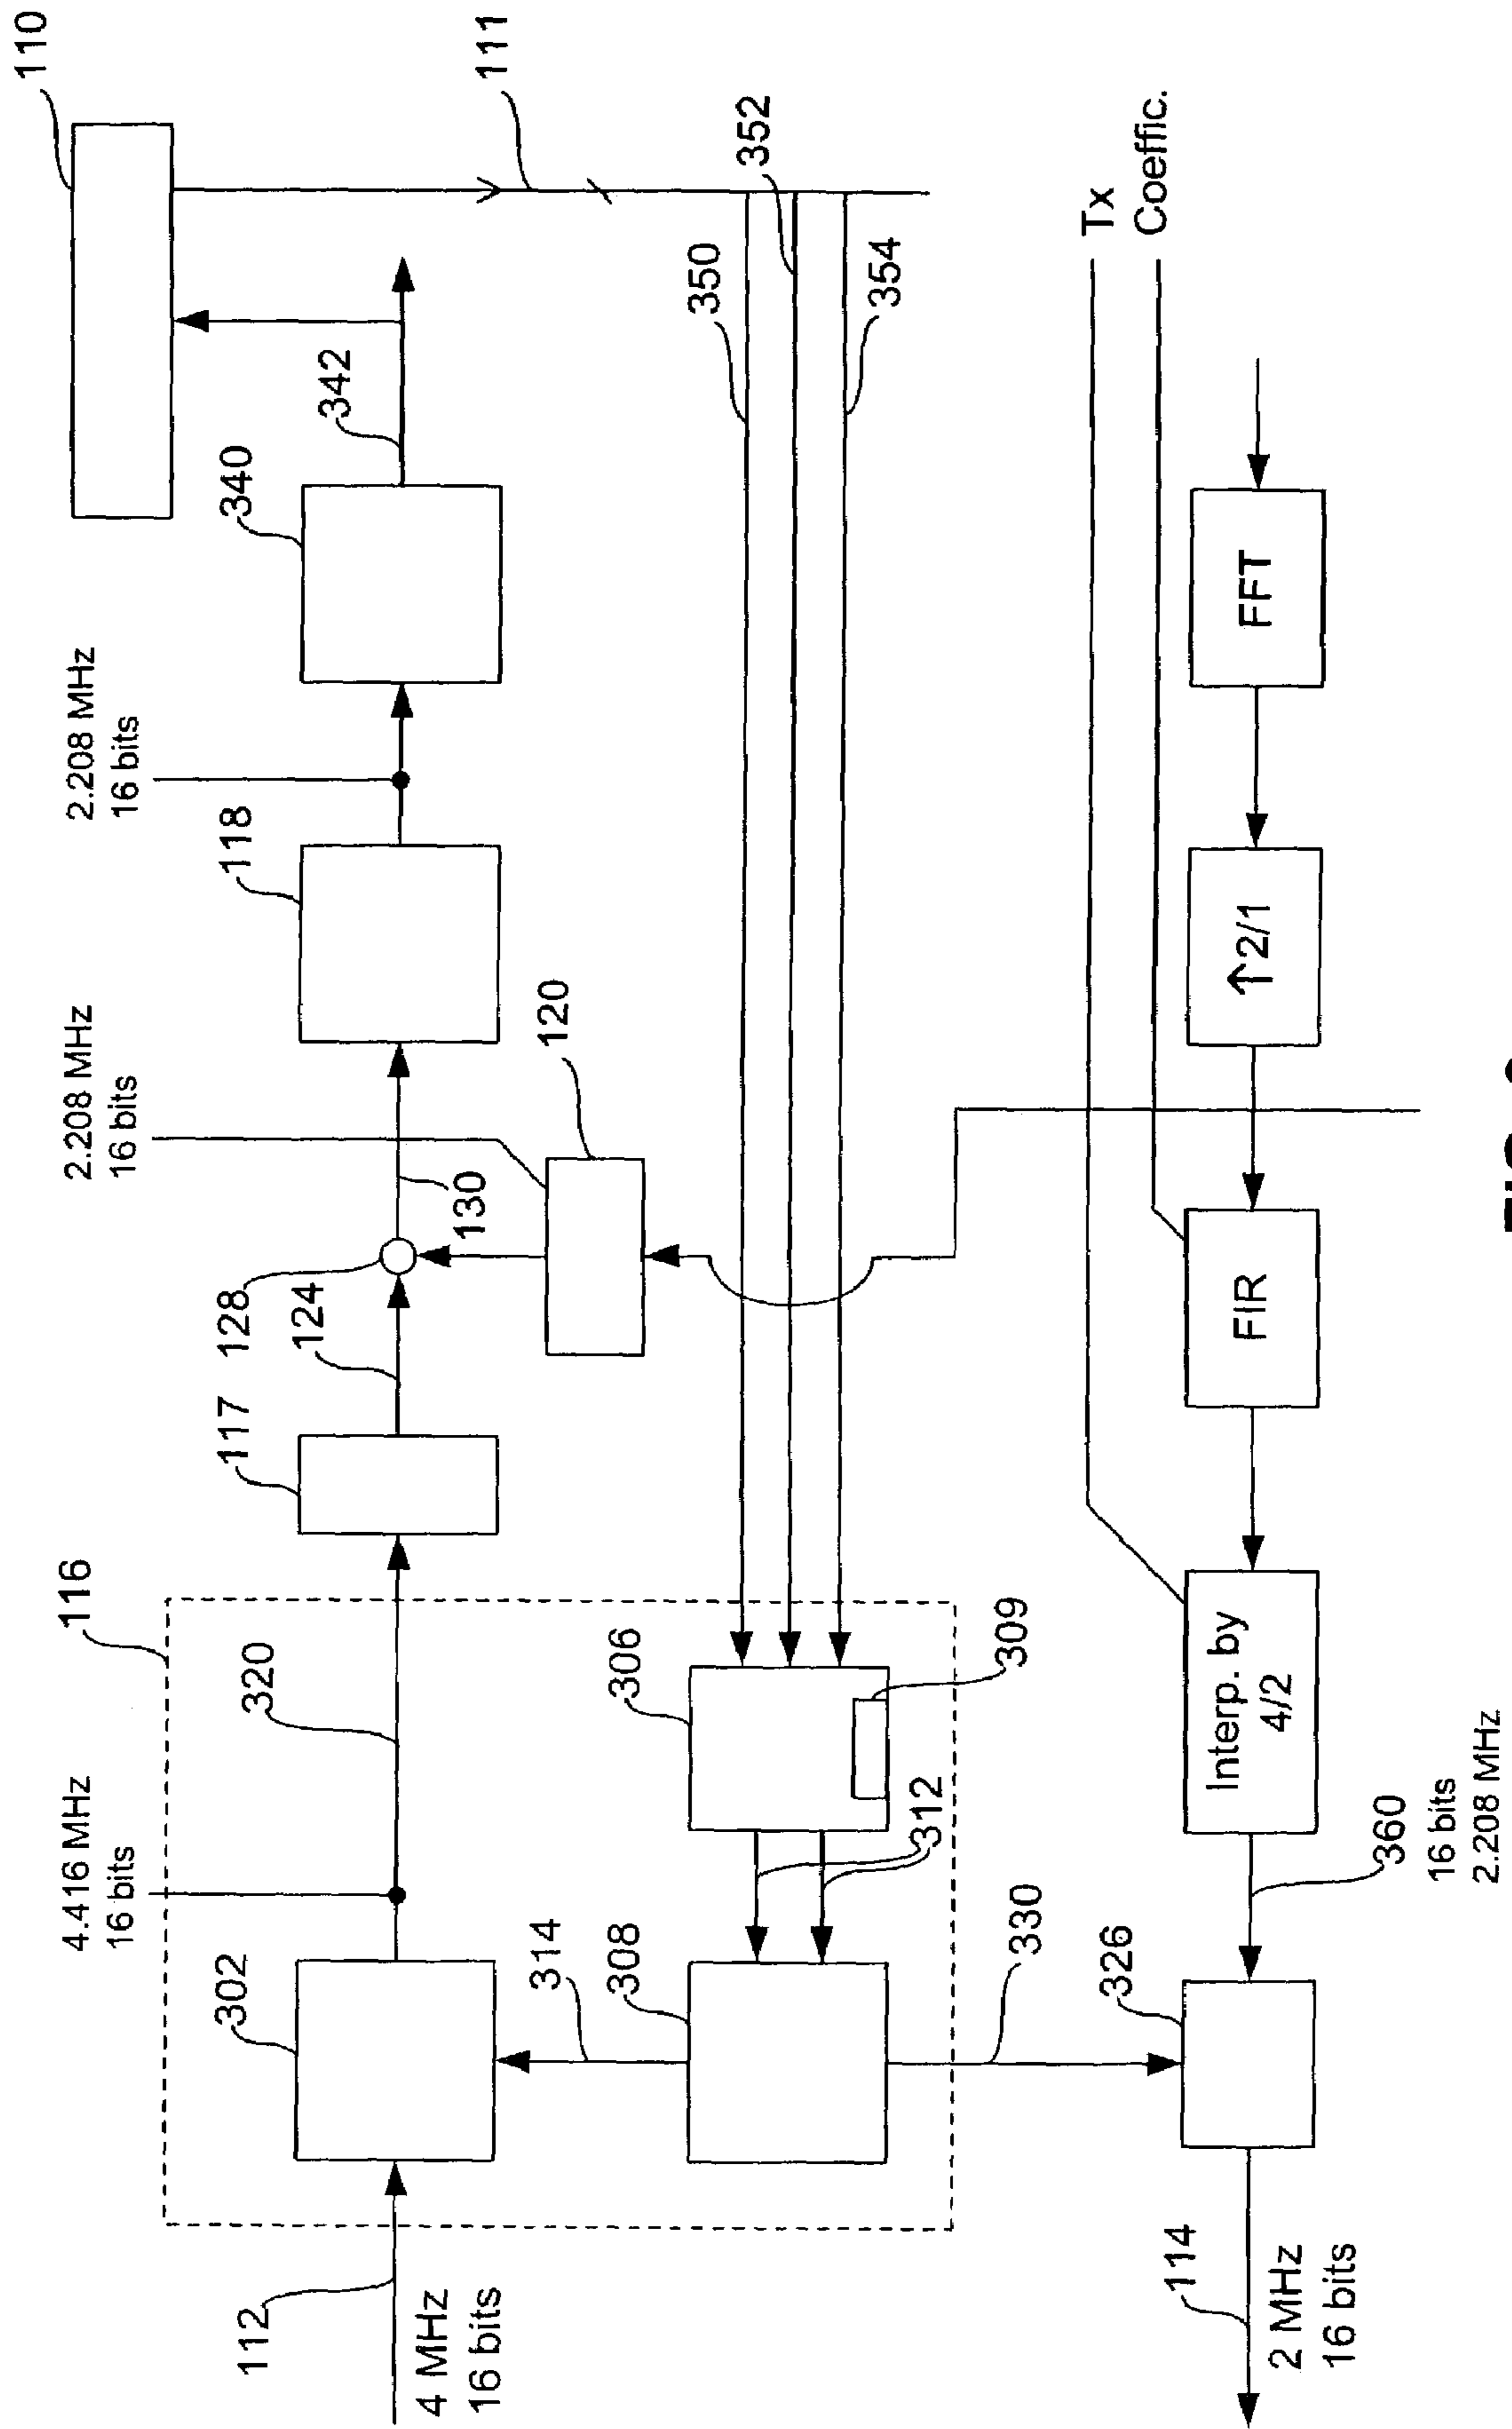 110
111
342
340
2.208 MHz
16 bits
118
2.208 MHz
16 bits
120
130
128
124
117
116
320
4.416 MHz
16 bits
302
314
112
4 MHz
16 bits
350
352
354
306
309
312
308
330
Tx
Coeffic.
FFT
↑2/1
FIR
Interp. by
4/2
360
16 bits
2.208 MHz
326
114
2 MHz
16 bits